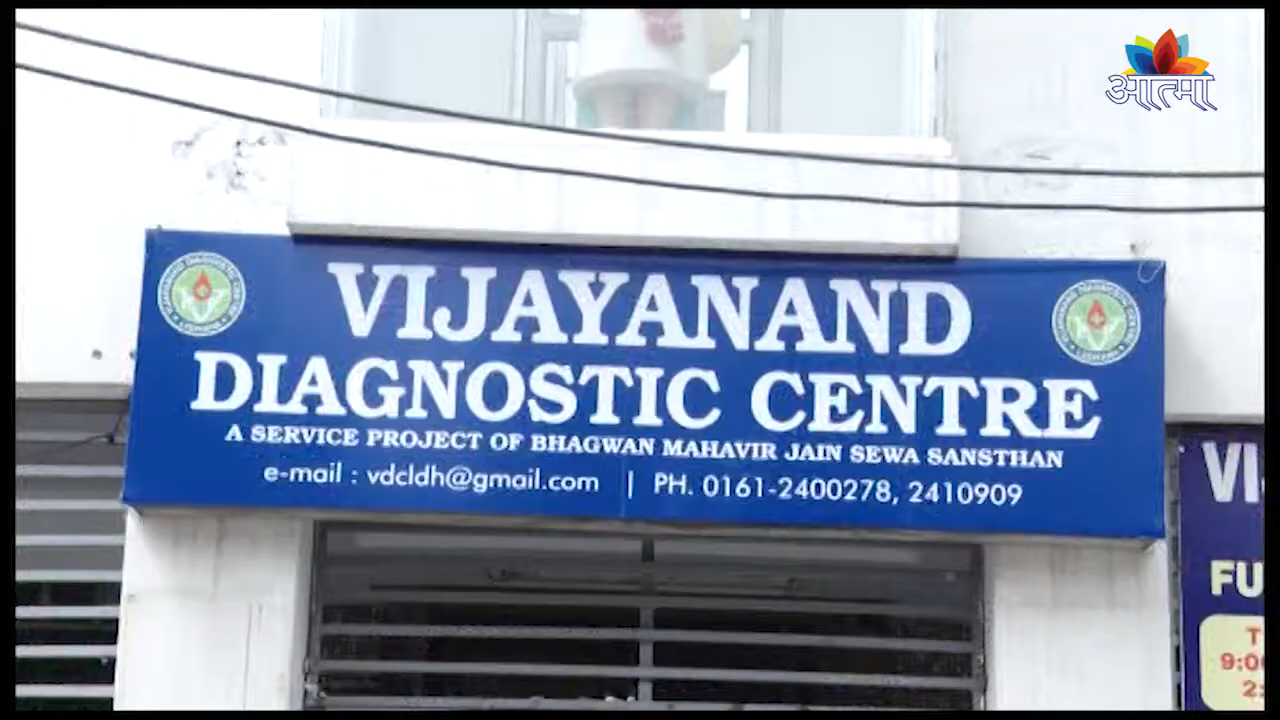 आत्मा
VIJAYANAND
DIAGNOSTIC CENTRE
A SERVICE PROJECT OF BHAGWAN MAHAVIR JAIN SEWA SANSTHAN
e-mail : vdcldh@gmail.com | PH. 0161-2400278, 2410909